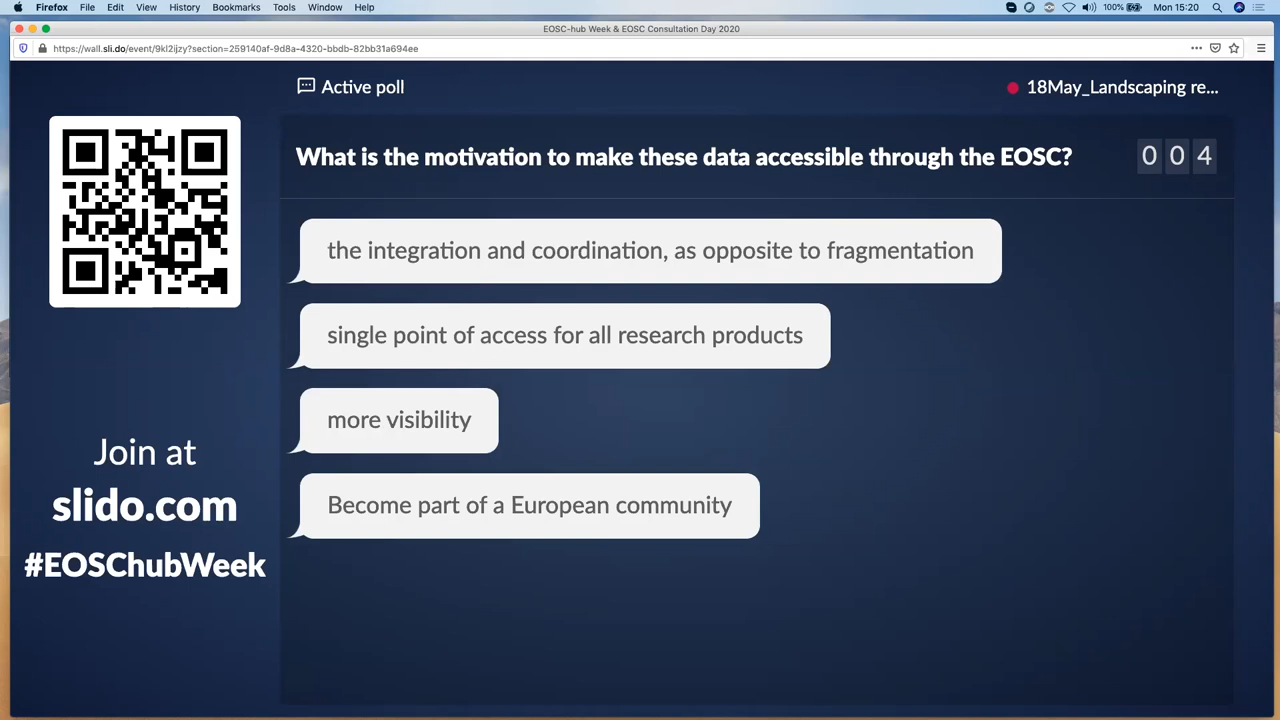 Firefox File Edit View History Bookmarks Tools Window Help 100% Mon 15:20
EOSC-hub Week & EOSC Consultation Day 2020
https://wall.sli.do/event/9kl2ijzy?section=259140af-9d8a-4320-bbdb-82bb31a694ee
Active poll
18May_Landscaping re...
What is the motivation to make these data accessible through the EOSC?
004
the integration and coordination, as opposite to fragmentation
single point of access for all research products
more visibility
Become part of a European community
Join at
slido.com
#EOSChubWeek